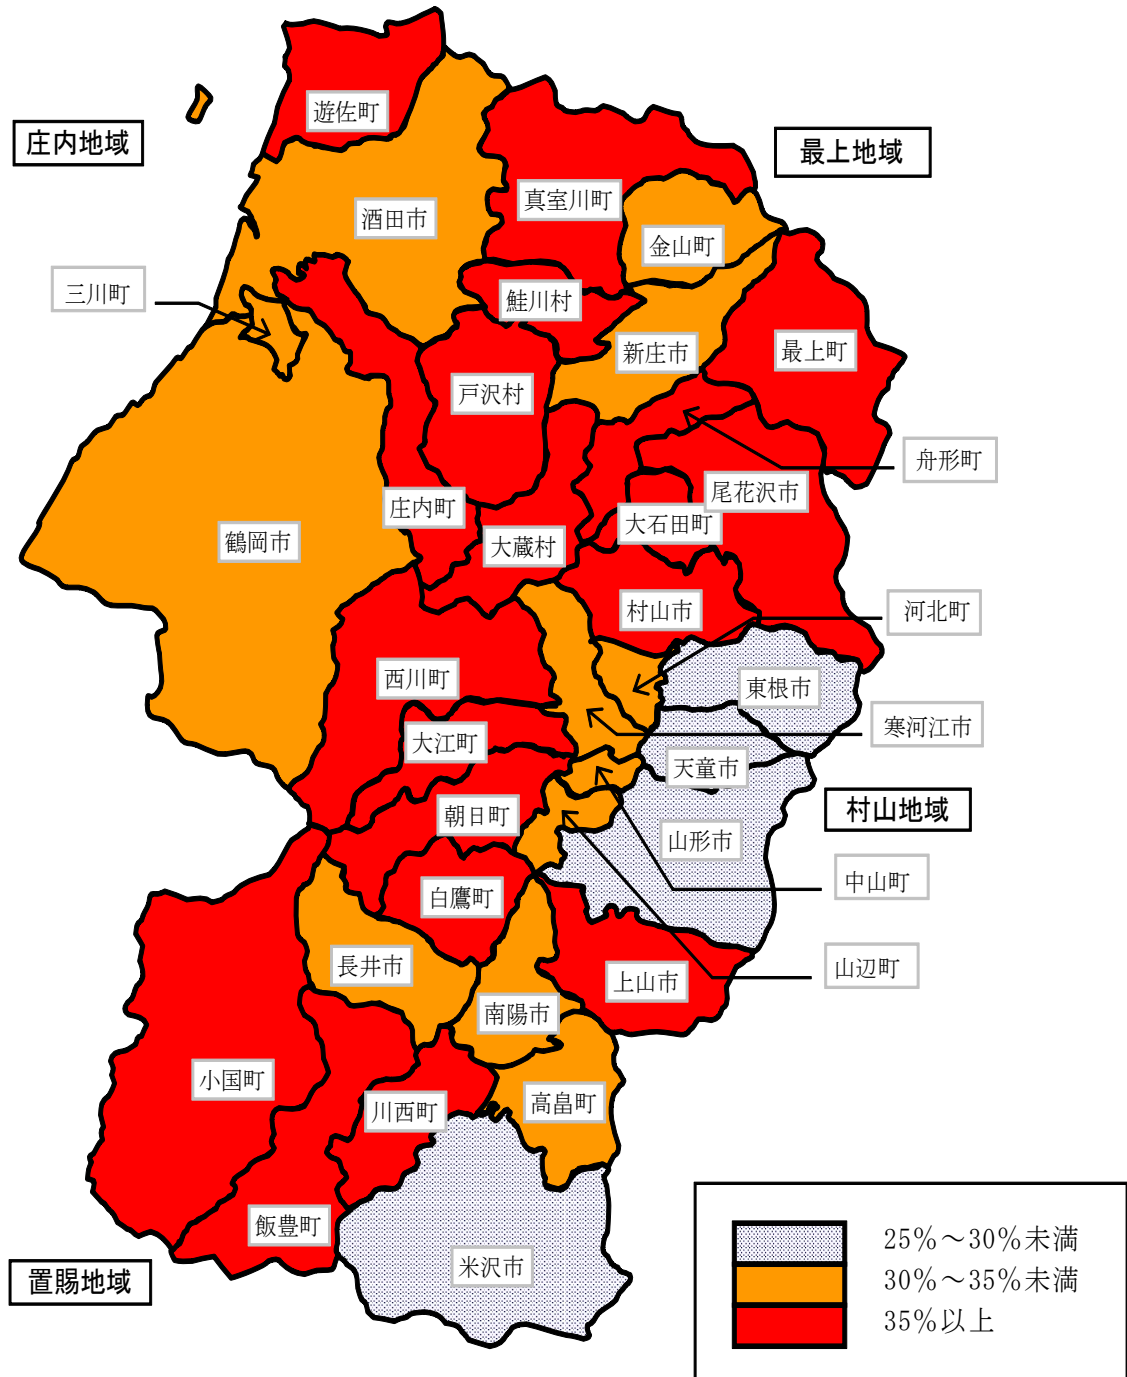 遊佐町
庄内地域
最上地域
真室川町
酒田市
金山町
三川町
鮭川村
新庄市
最上町
戸沢村
舟形町
尾花沢市
庄内町
大石田町
鶴岡市
大蔵村
村山市
河北町
西川町
東根市
寒河江市
大江町
天童市
朝日町
村山地域
山形市
中山町
白鷹町
長井市
上山市
山辺町
南陽市
小国町
川西町
高畠町
飯豊町
米沢市
置賜地域
25%～30%未満
30%～35%未満
35%以上